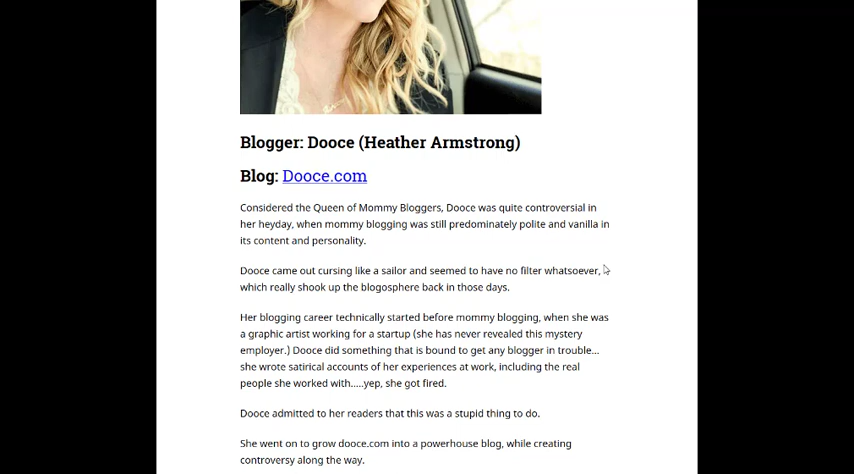 Blogger: Dooce (Heather Armstrong)
Blog: Dooce.com
Considered the Queen of Mommy Bloggers, Dooce was quite controversial in
her heyday, when mommy blogging was still predominately polite and vanilla in
its content and personality.
Dooce came out cursing like a sailor and seemed to have no filter whatsoever,
which really shook up the blogosphere back in those days.
Her blogging career technically started before mommy blogging, when she was
a graphic artist working for a startup (she has never revealed this mystery
employer.) Dooce did something that is bound to get any blogger in trouble...
she wrote satirical accounts of her experiences at work, including the real
people she worked with.....yep, she got fired.
Dooce admitted to her readers that this was a stupid thing to do.
She went on to grow dooce.com into a powerhouse blog, while creating
controversy along the way.